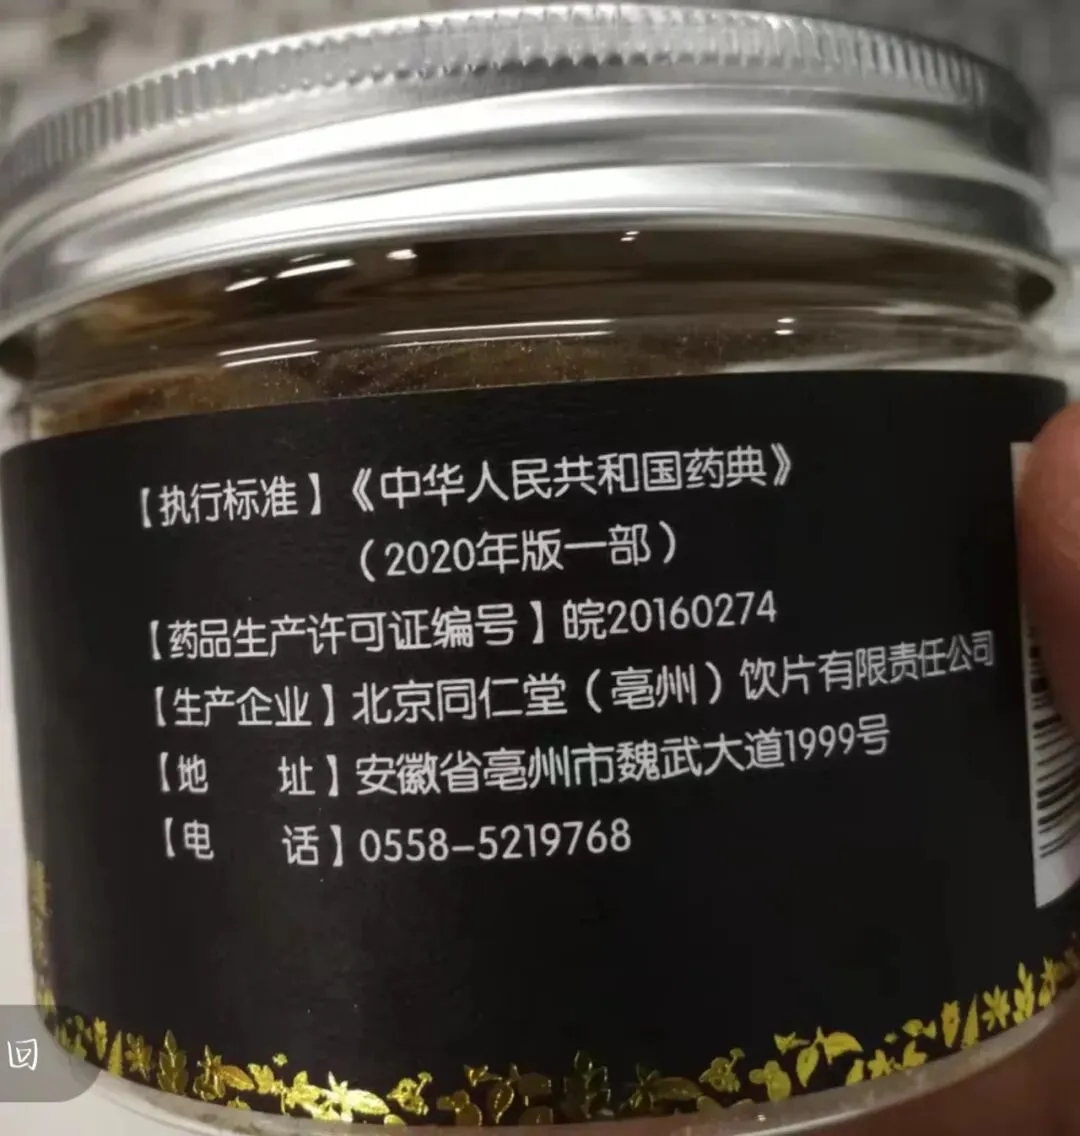 【执行标准】《中华人民共和国药典》
（2020年版一部）
【药品生产许可证编号】皖20160274
【生产企业】北京同仁堂（亳州）饮片有限责任公司
【地 址】安徽省亳州市魏武大道1999号
【电 话】0558-5219768
回